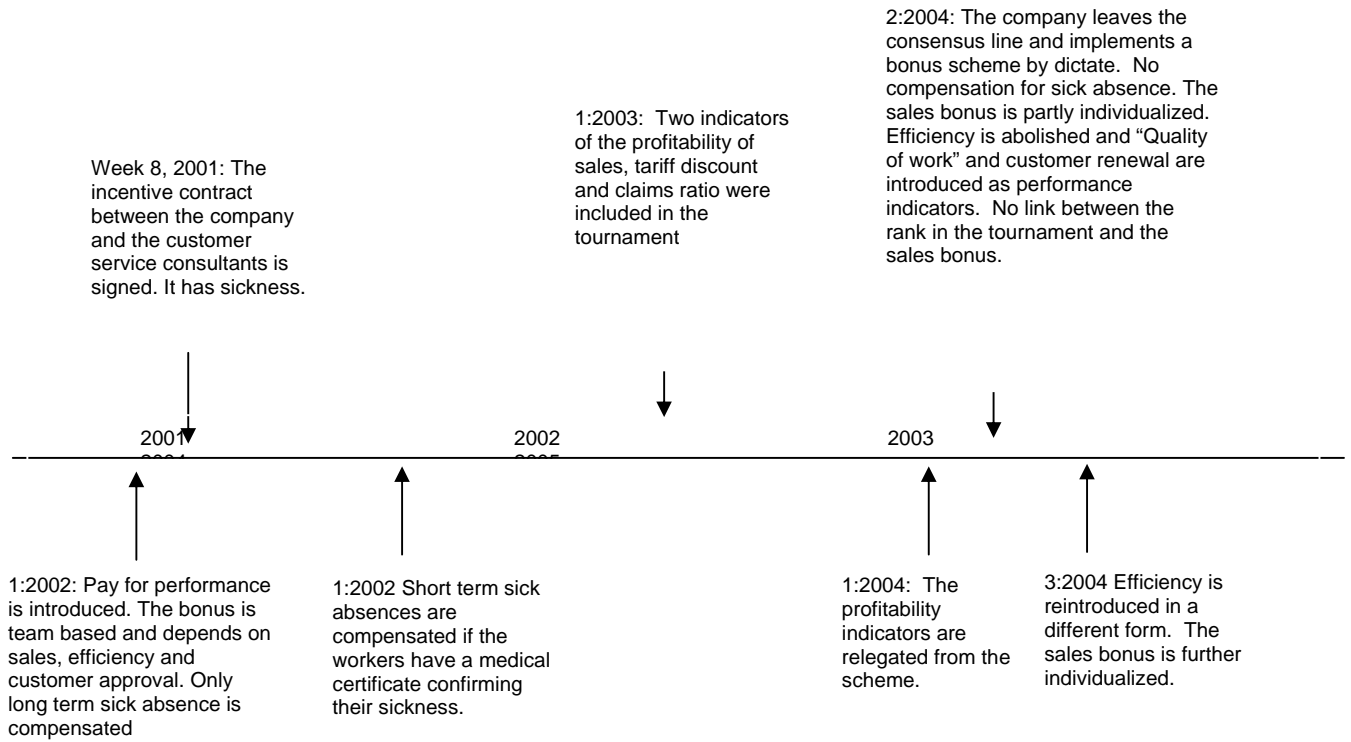 2:2004: The company leaves the
consensus line and implements a
bonus scheme by dictate. No
compensation for sick absence. The
sales bonus is partly individualized.
Efficiency is abolished and “Quality
of work” and customer renewal are
introduced as performance
indicators. No link between the
rank in the tournament and the
sales bonus.
1:2003: Two indicators
of the profitability of
sales, tariff discount
and claims ratio were
included in the
tournament
Week 8, 2001: The
incentive contract
between the company
and the customer
service consultants is
signed. It has sickness.
2001 2002 2003
1:2002: Pay for performance
is introduced. The bonus is
team based and depends on
sales, efficiency and
customer approval. Only
long term sick absence is
compensated
1:2002 Short term sick
absences are
compensated if the
workers have a medical
certificate confirming
their sickness.
1:2004: The
profitability
indicators are
relegated from the
scheme.
3:2004 Efficiency is
reintroduced in a
different form. The
sales bonus is further
individualized.